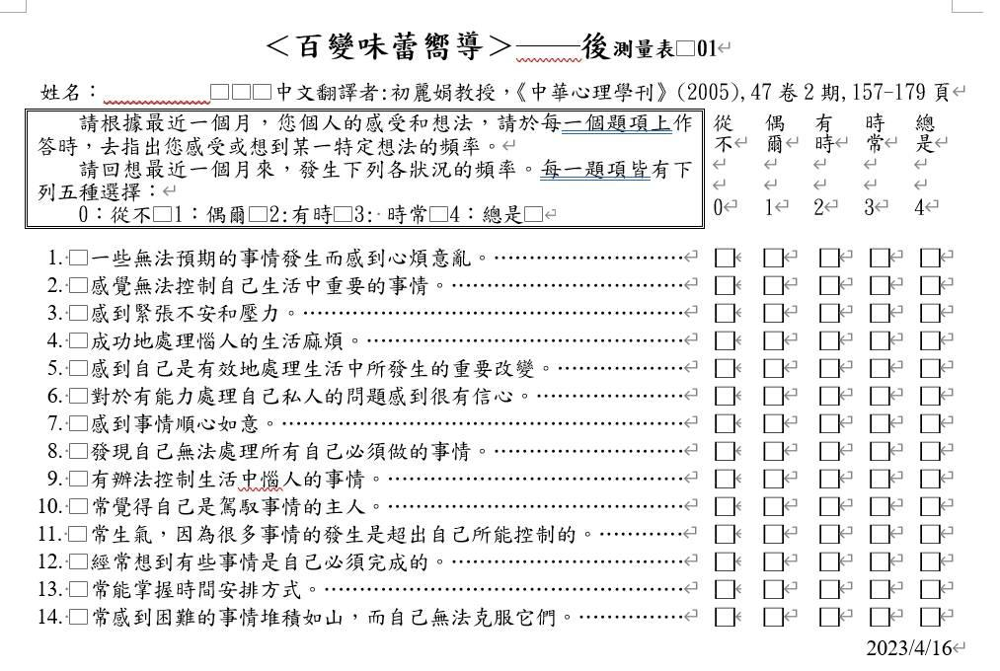 ＜百變味蕾嚮導＞——後測量表□01
姓名：________□□□中文翻譯者:初麗娟教授，《中華心理學刊》(2005),47 卷 2 期,157-179 頁
請根據最近一個月，您個人的感受和想法，請於每一個題項上作
答時，去指出您感受或想到某一特定想法的頻率。
請回想最近一個月來，發生下列各狀況的頻率。每一題項皆有下
列五種選擇：
0：從不□1：偶爾□2:有時□3: 時常□4：總是□
從不 偶爾 有時 時常 總是
0 1 2 3 4
1. □一些無法預期的事情發生而感到心煩意亂。………………………… □ □ □ □ □
2. □感覺無法控制自己生活中重要的事情。……………………………… □ □ □ □ □
3. □感到緊張不安和壓力。………………………………………………… □ □ □ □ □
4. □成功地處理惱人的生活麻煩。………………………………………… □ □ □ □ □
5. □感到自己是有效地處理生活中所發生的重要改變。………………… □ □ □ □ □
6. □對於有能力處理自己私人的問題感到很有信心。…………………… □ □ □ □ □
7. □感到事情順心如意。…………………………………………………… □ □ □ □ □
8. □發現自己無法處理所有自己必須做的事情。………………………… □ □ □ □ □
9. □有辦法控制生活中惱人的事情。……………………………………… □ □ □ □ □
10. □常覺得自己是駕馭事情的主人。……………………………………… □ □ □ □ □
11. □常生氣，因為很多事情的發生是超出自己所能控制的。………… □ □ □ □ □
12. □經常想到有些事情是自己必須完成的。……………………………… □ □ □ □ □
13. □常能掌握時間安排方式。……………………………………………… □ □ □ □ □
14. □常感到困難的事情堆積如山，而自己無法克服它們。…………… □ □ □ □ □
2023/4/16